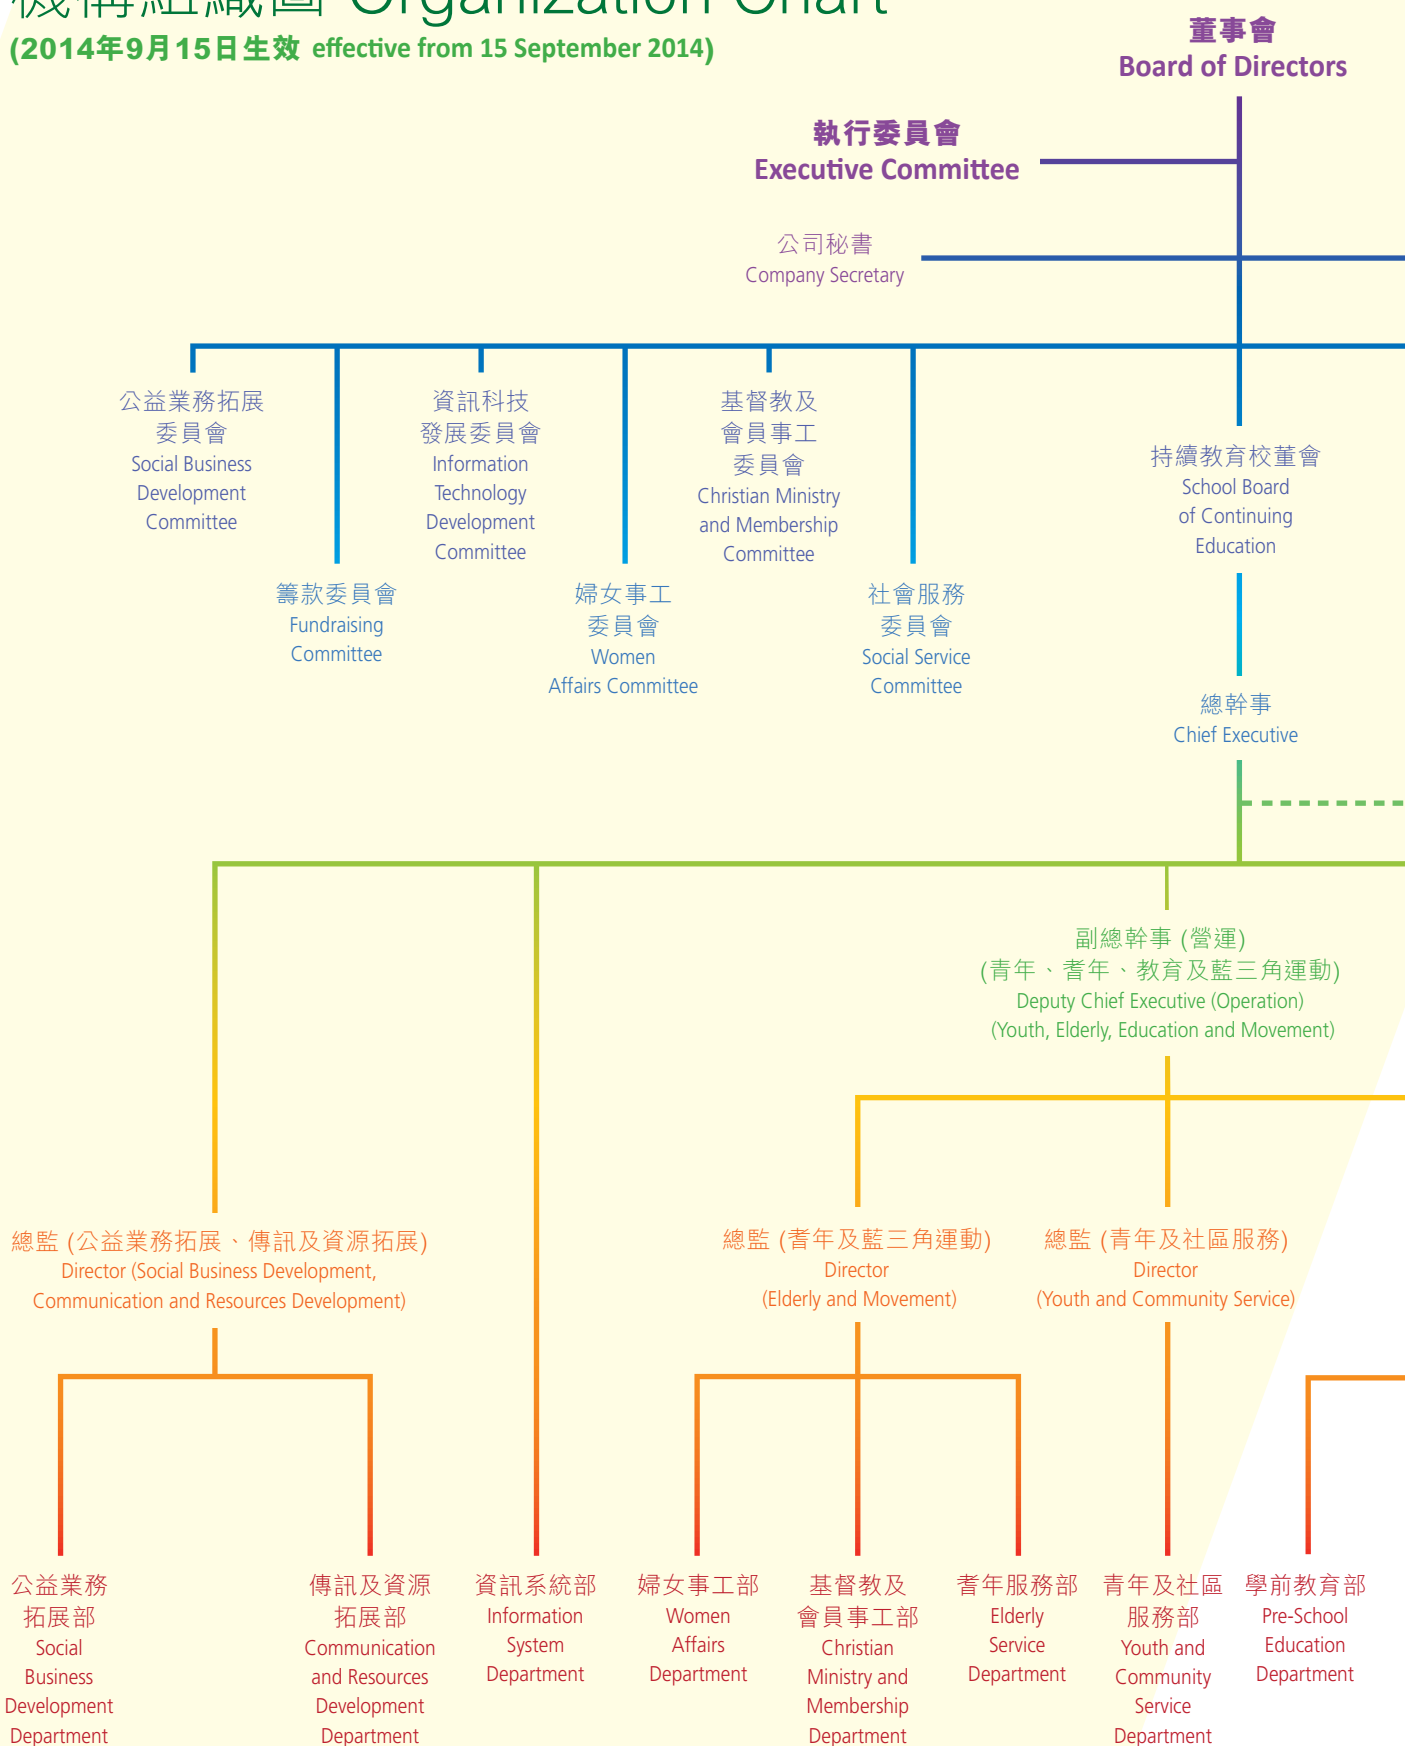 機構組織圖 Organization Chart
(2014年9月15日生效 effective from 15 September 2014)
董事會
Board of Directors
執行委員會
Executive Committee
公司秘書
Company Secretary
公益業務拓展
委員會
Social Business
Development
Committee
籌款委員會
Fundraising
Committee
資訊科技
發展委員會
Information
Technology
Development
Committee
婦女事工
委員會
Women
Affairs Committee
基督教及
會員事工
委員會
Christian Ministry
and Membership
Committee
社會服務
委員會
Social Service
Committee
持續教育校董會
School Board
of Continuing
Education
總幹事
Chief Executive
副總幹事 (營運)
(青年、耆年、教育及藍三角運動)
Deputy Chief Executive (Operation)
(Youth, Elderly, Education and Movement)
總監 (公益業務拓展、傳訊及資源拓展)
Director (Social Business Development,
Communication and Resources Development)
總監 (耆年及藍三角運動)
Director
(Elderly and Movement)
總監 (青年及社區服務)
Director
(Youth and Community Service)
公益業務
拓展部
Social
Business
Development
Department
傳訊及資源
拓展部
Communication
and Resources
Development
Department
資訊系統部
Information
System
Department
婦女事工部
Women
Affairs
Department
基督教及
會員事工部
Christian
Ministry and
Membership
Department
耆年服務部
Elderly
Service
Department
青年及社區
服務部
Youth and
Community
Service
Department
學前教育部
Pre-School
Education
Department